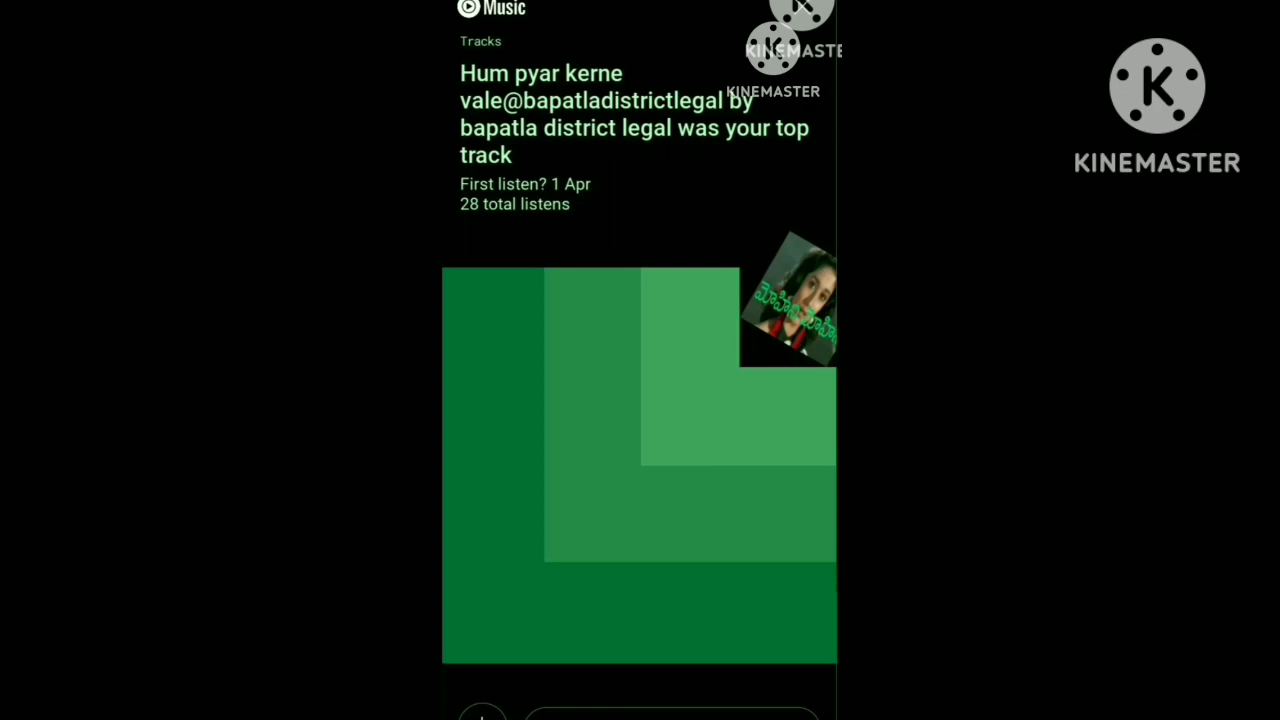 Music
Tracks
Hum pyar kerne
vale@bapatladistrictlegal by
bapatla district legal was your top
track
First listen? 1 Apr
28 total listens
KINEMASTER
KINEMASTER
KINEMASTER